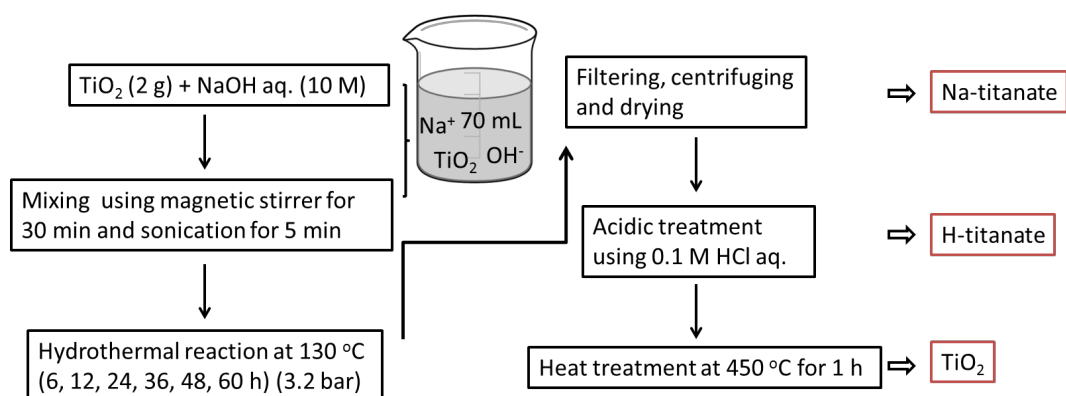 TiO₂ (2 g) + NaOH aq. (10 M)
Na⁺ 70 mL
TiO₂ OH⁻
Mixing using magnetic stirrer for
30 min and sonication for 5 min
Hydrothermal reaction at 130 °C
(6, 12, 24, 36, 48, 60 h) (3.2 bar)
Filtering, centrifuging
and drying
Na-titanate
Acidic treatment
using 0.1 M HCl aq.
H-titanate
Heat treatment at 450 °C for 1 h
TiO₂